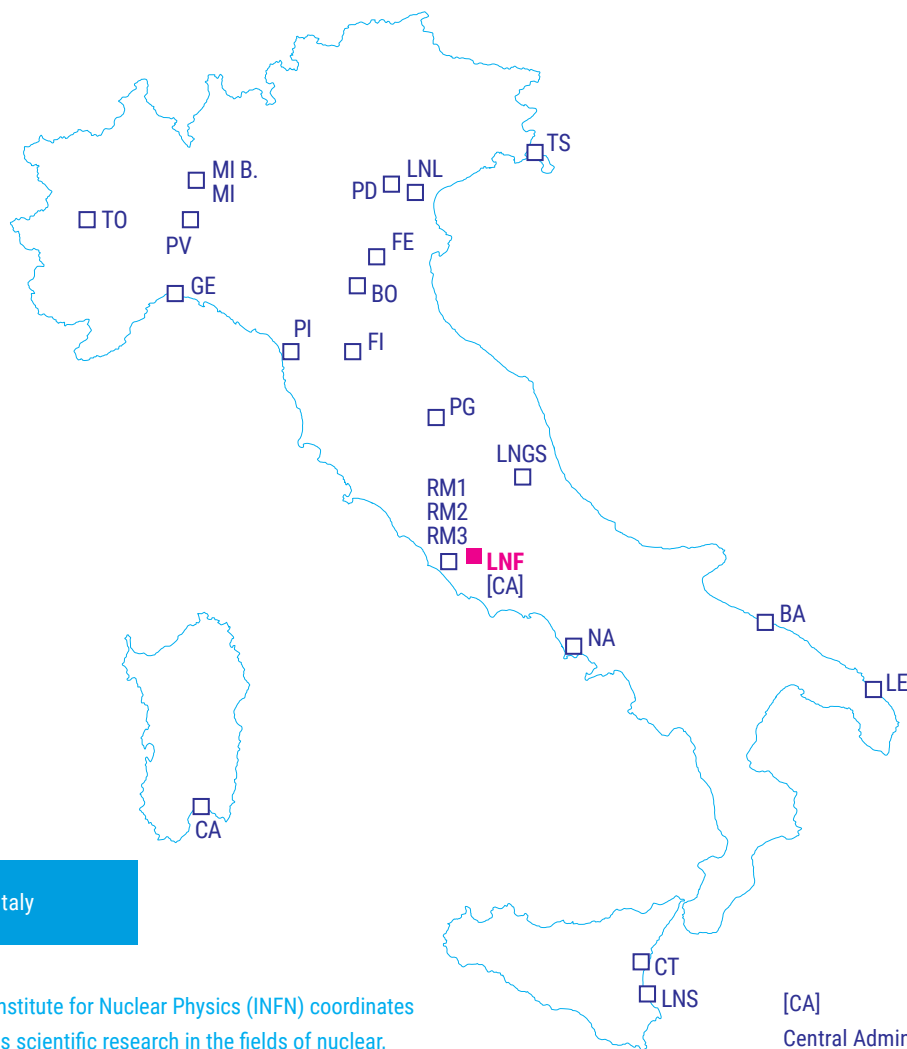 TS
MI B.
MI
LNL
PD
TO
PV
FE
GE
BO
PI
FI
PG
LNGS
RM1
RM2
RM3
LNF
[CA]
NA
BA
LE
CA
CT
LNS
nstitute for Nuclear Physics (INFN) coordinates
s scientific research in the fields of nuclear.
[CA]
Central Admin